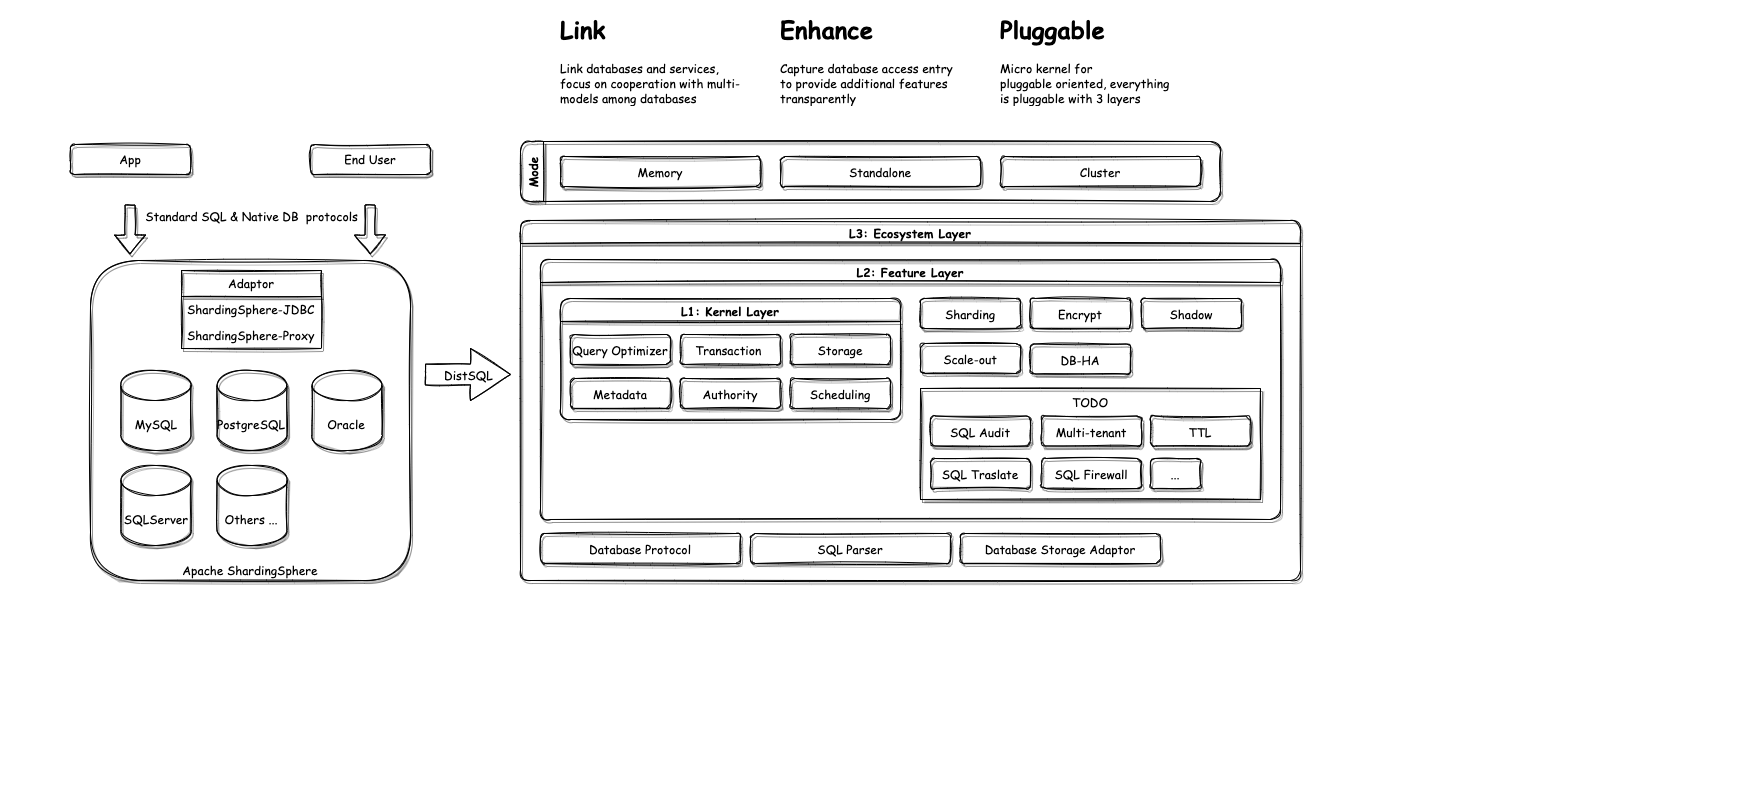 Link
Enhance
Pluggable
Link databases and services,
focus on cooperation with multi-
models among databases
Capture database access entry
to provide additional features
transparently
Micro kernel for
pluggable oriented, everything
is pluggable with 3 layers
App
End User
Standard SQL & Native DB protocols
Adaptor
ShardingSphere-JDBC
ShardingSphere-Proxy
MySQL
PostgreSQL
Oracle
SQLServer
Others ...
Apache ShardingSphere
DistSQL
Mode
Memory
Standalone
Cluster
L3: Ecosystem Layer
L2: Feature Layer
L1: Kernel Layer
Query Optimizer
Transaction
Storage
Metadata
Authority
Scheduling
Sharding
Encrypt
Shadow
Scale-out
DB-HA
TODO
SQL Audit
Multi-tenant
TTL
SQL Traslate
SQL Firewall
...
Database Protocol
SQL Parser
Database Storage Adaptor